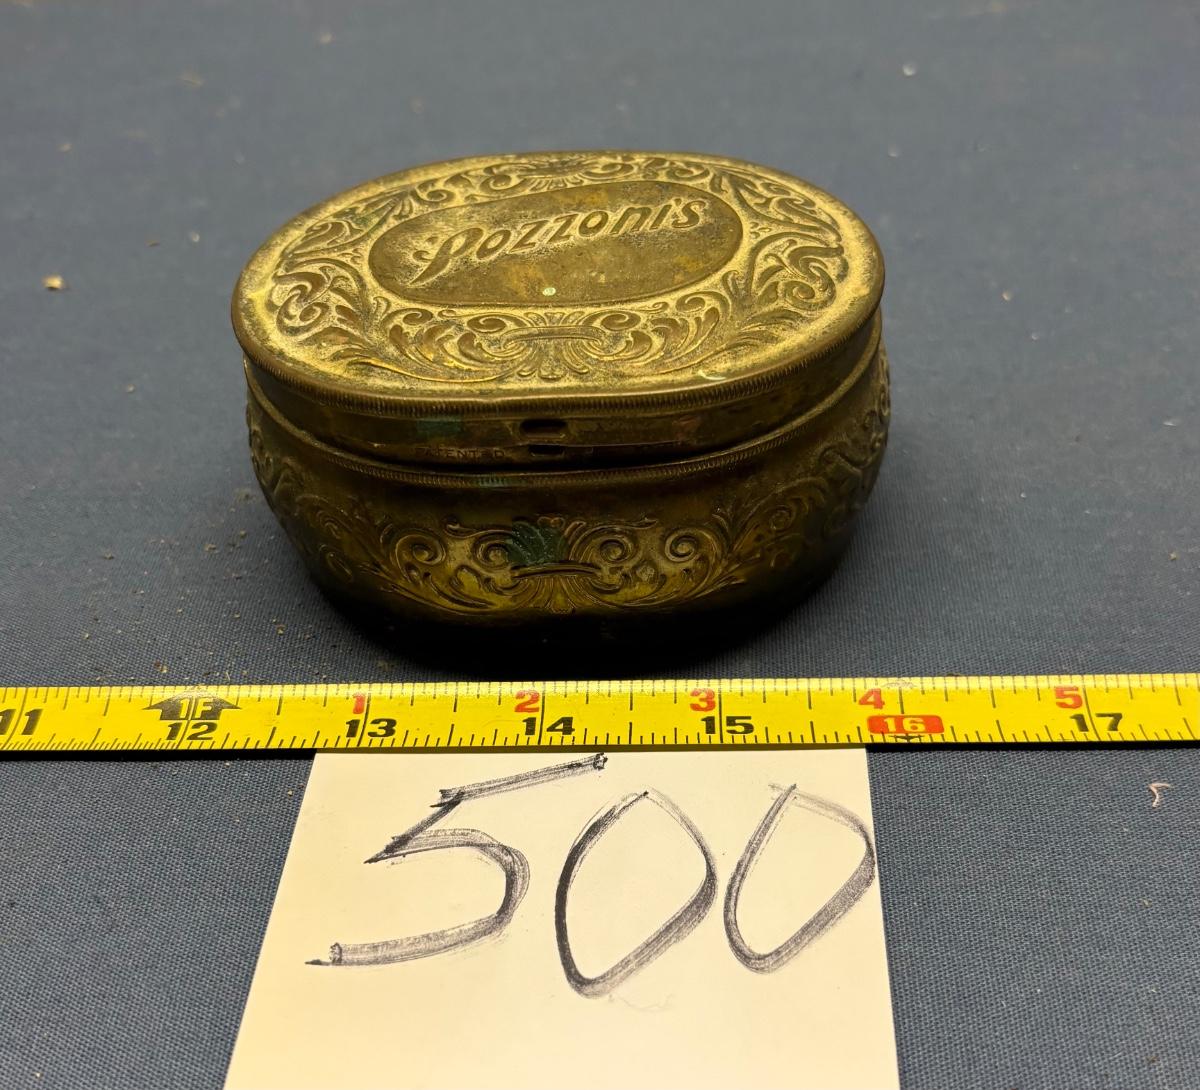 Pozzoni's
PATENTED
1F 1 2 3 4 5
11 12 13 14 15 16 17
500